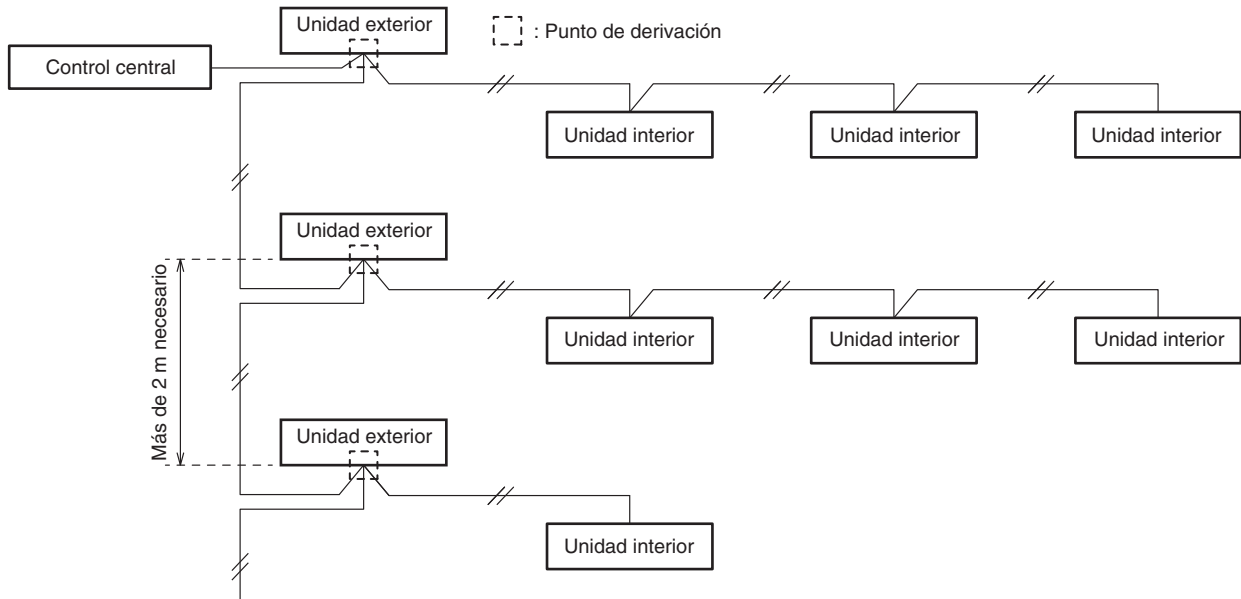 Unidad exterior
: Punto de derivación
Control central
Unidad interior
Unidad interior
Unidad interior
Unidad exterior
Más de 2 m necesario
Unidad interior
Unidad interior
Unidad interior
Unidad exterior
Unidad interior